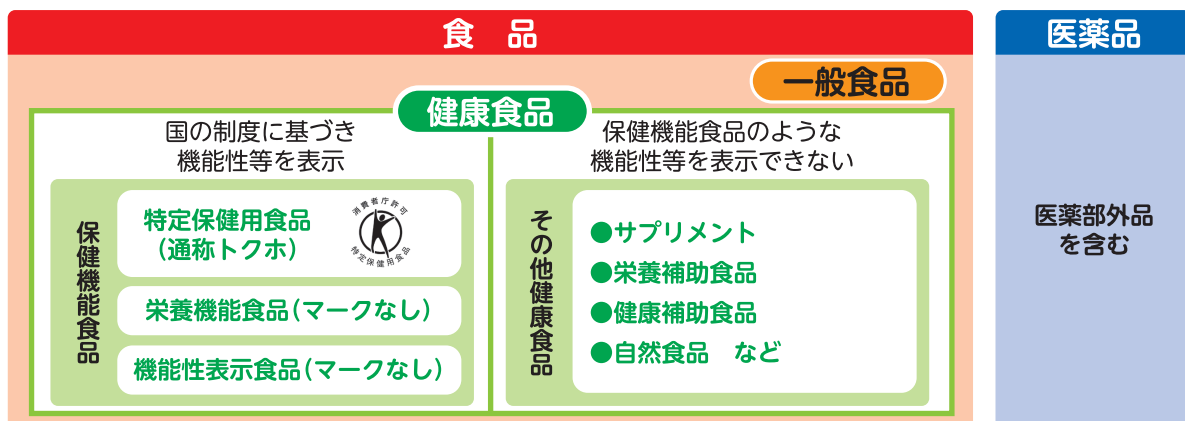 食　品
一般食品
健康食品
国の制度に基づき
機能性等を表示
保健機能食品
特定保健用食品
（通称トクホ）
消費者庁許可
特定保健用食品
栄養機能食品（マークなし）
機能性表示食品（マークなし）
保健機能食品のような
機能性等を表示できない
その他健康食品
●サプリメント
●栄養補助食品
●健康補助食品
●自然食品　など
医薬品
医薬部外品
を含む